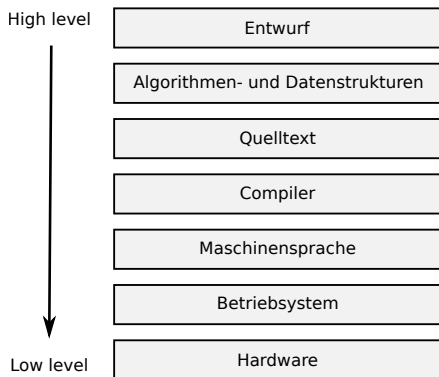 High level
Entwurf
Algorithmen- und Datenstrukturen
Quelltext
Compiler
Maschinensprache
Betriebsystem
Low level
Hardware